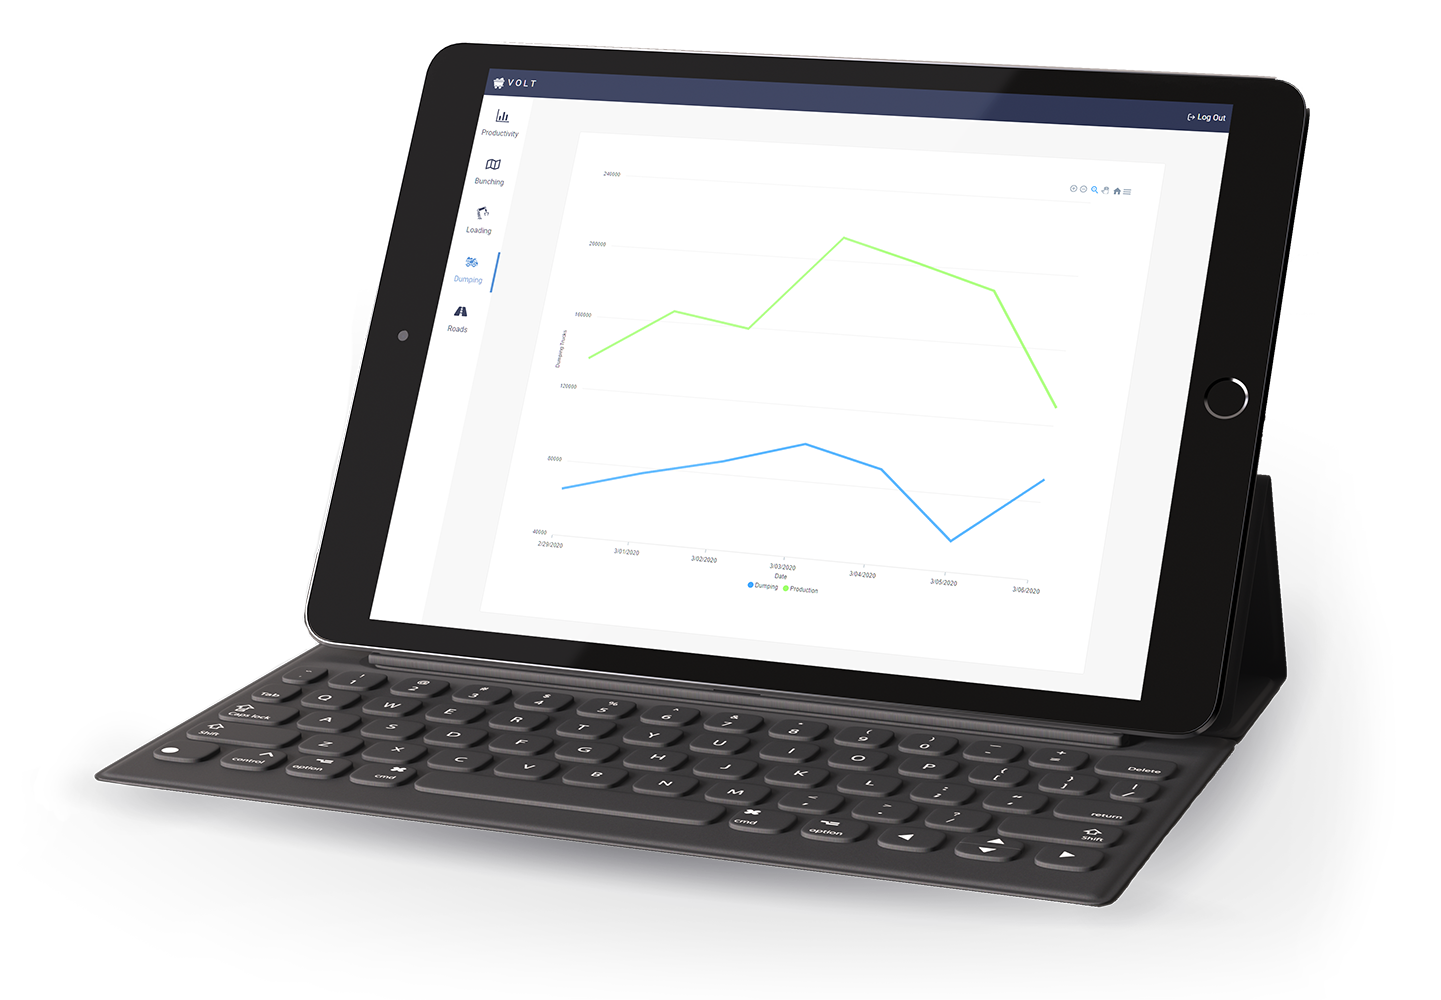 VOLT
Log Out
Productivity
Bunching
Loading
Dumping
Roads
240000
200000
160000
120000
80000
40000
Dumping Trucks
2/29/2020 3/01/2020 3/02/2020 3/03/2020 3/04/2020 3/05/2020 3/06/2020
Date
Dumping Production
~ ! 1 @ 2 # 3 $ 4 % 5 ^ 6 & 7 * 8 ( 9 ) 0 — - + = Delete
Tab Q W E R T Y U I O P { [ } ] | \
Caps lock A S D F G H J K L : ; " ' return
Shift Z X C V B N M < , > . ? / Shift
control option cmd cmd option